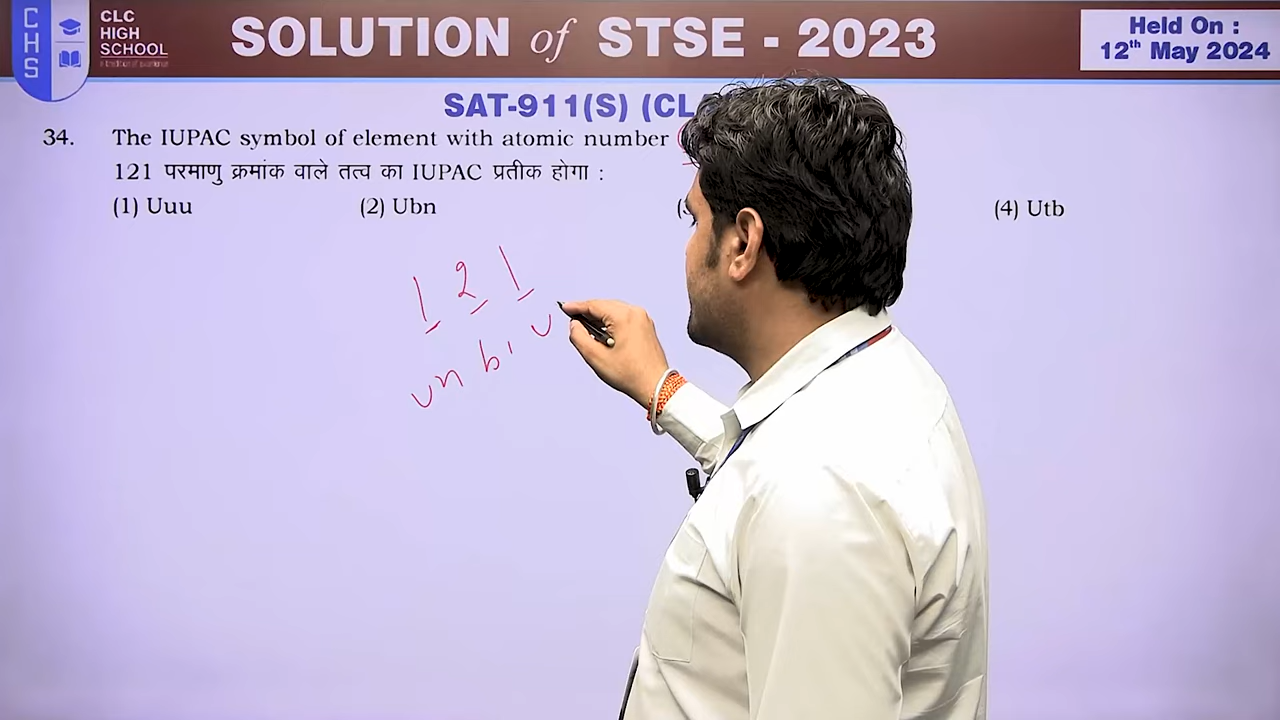 CHS
CLC
HIGH
SCHOOL
SOLUTION of STSE - 2023
Held On :
12th May 2024
SAT-911(S) (CLA
34. The IUPAC symbol of element with atomic number
121 परमाणु क्रमांक वाले तत्व का IUPAC प्रतीक होगा :
(1) Uuu (2) Ubn (4) Utb
1 2 1
un bi u